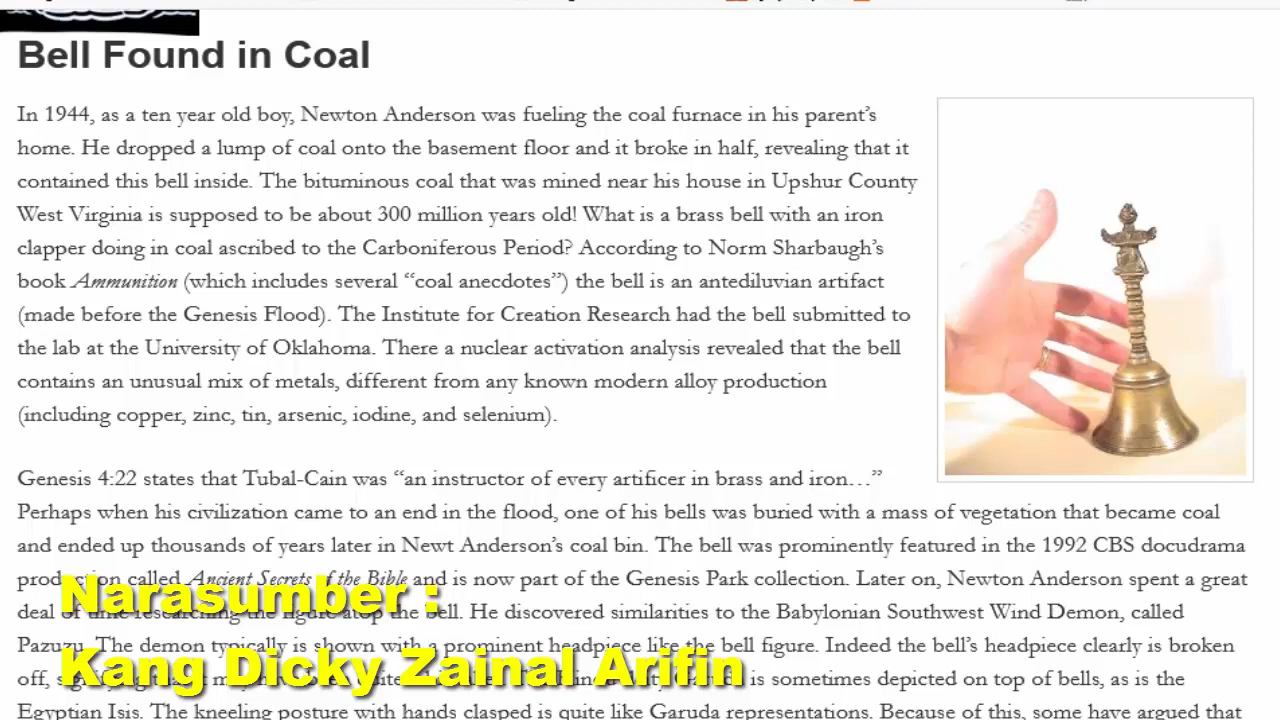 Bell Found in Coal
In 1944, as a ten year old boy, Newton Anderson was fueling the coal furnace in his parent's
home. He dropped a lump of coal onto the basement floor and it broke in half, revealing that it
contained this bell inside. The bituminous coal that was mined near his house in Upshur County
West Virginia is supposed to be about 300 million years old! What is a brass bell with an iron
clapper doing in coal ascribed to the Carboniferous Period? According to Norm Sharbaugh's
book Ammunition (which includes several “coal anecdotes”) the bell is an antediluvian artifact
(made before the Genesis Flood). The Institute for Creation Research had the bell submitted to
the lab at the University of Oklahoma. There a nuclear activation analysis revealed that the bell
contains an unusual mix of metals, different from any known modern alloy production
(including copper, zinc, tin, arsenic, iodine, and selenium).
Genesis 4:22 states that Tubal-Cain was “an instructor of every artificer in brass and iron…”
Perhaps when his civilization came to an end in the flood, one of his bells was buried with a mass of vegetation that became coal
and ended up thousands of years later in Newt Anderson's coal bin. The bell was prominently featured in the 1992 CBS docudrama
production called Ancient Secrets of the Bible and is now part of the Genesis Park collection. Later on, Newton Anderson spent a great
deal of time researching the figure atop the bell. He discovered similarities to the Babylonian Southwest Wind Demon, called
Pazuzu. The demon typically is shown with a prominent headpiece like the bell figure. Indeed the bell's headpiece clearly is broken
off, is sometimes depicted on top of bells, as is the
Egyptian Isis. The kneeling posture with hands clasped is quite like Garuda representations. Because of this, some have argued that
Narasumber :
Kang Dicky Zainal Arifin